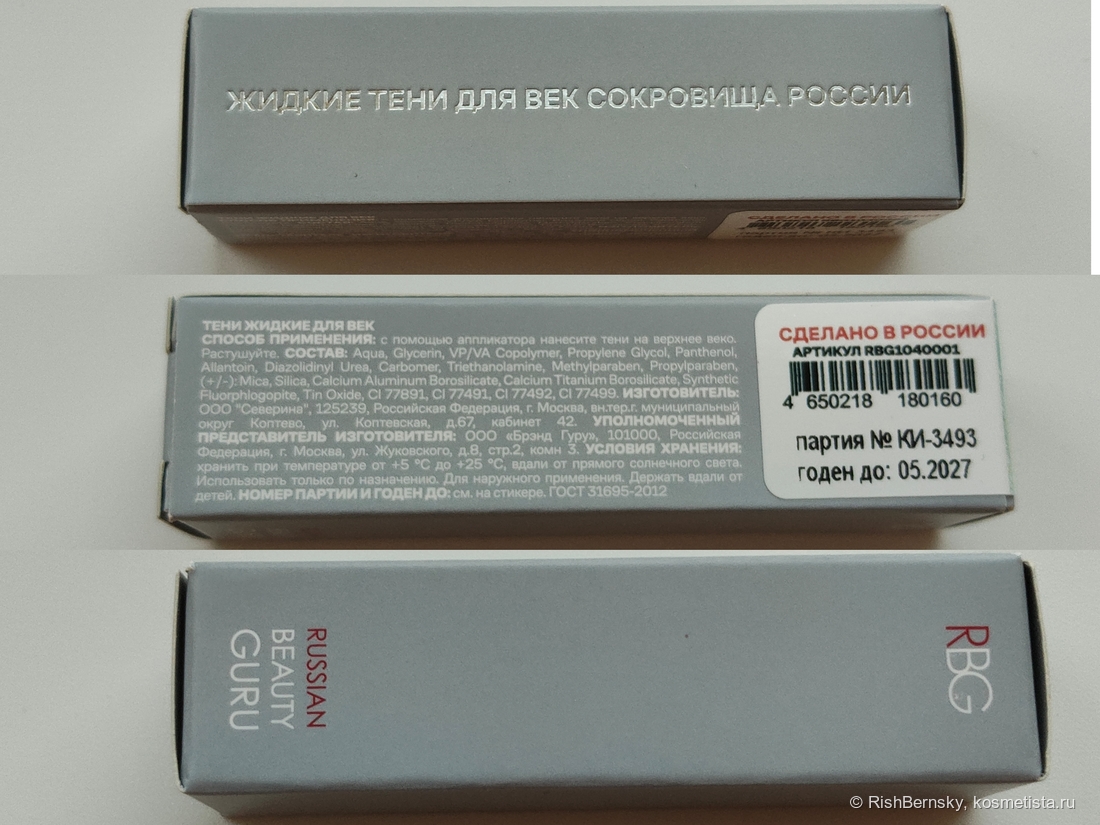 ЖИДКИЕ ТЕНИ ДЛЯ ВЕК СОКРОВИЩА РОССИИ
СДЕЛАНО В РОССИИ
ТЕНИ ЖИДКИЕ ДЛЯ ВЕК
СПОСОБ ПРИМЕНЕНИЯ: с помощью аппликатора нанесите тени на верхнее веко.
Растушуйте. СОСТАВ: Aqua, Glycerin, VP/VA Copolymer, Propylene Glycol, Panthenol,
Allantoin, Diazolidinyl Urea, Carbomer, Triethanolamine, Methylparaben, Propylparaben,
(+/-): Mica, Silica, Calcium Aluminum Borosilicate, Calcium Titanium Borosilicate, Synthetic
Fluorphlogopite, Tin Oxide, CI 77891, CI 77491, CI 77492, CI 77499. ИЗГОТОВИТЕЛЬ:
ООО "Северина", 125239, Российская Федерация, г. Москва, вн.тер.г. муниципальный
округ Коптево, ул. Коптевская, д.67, кабинет 42. УПОЛНОМОЧЕННЫЙ
ПРЕДСТАВИТЕЛЬ ИЗГОТОВИТЕЛЯ: ООО «Брэнд Гуру», 101000, Российская
Федерация, г. Москва, ул. Жуковского, д.8, стр.2, комн 3. УСЛОВИЯ ХРАНЕНИЯ:
хранить при температуре от +5 °С до +25 °С, вдали от прямого солнечного света.
Использовать только по назначению. Для наружного применения. Держать вдали от
детей. НОМЕР ПАРТИИ И ГОДЕН ДО: см. на стикере. ГОСТ 31695-2012
СДЕЛАНО В РОССИИ
АРТИКУЛ RBG1040001
4 650218 180160
партия № КИ-3493
годен до: 05.2027
RUSSIAN
BEAUTY
GURU
RBG
© RishBernsky, kosmetista.ru